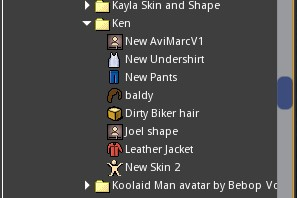 Kayla Skin and Shape
Ken
New AviMarcV1
New Undershirt
New Pants
baldy
Dirty Biker hair
Joel shape
Leather Jacket
New Skin 2
Koolaid Man avatar by Bebop